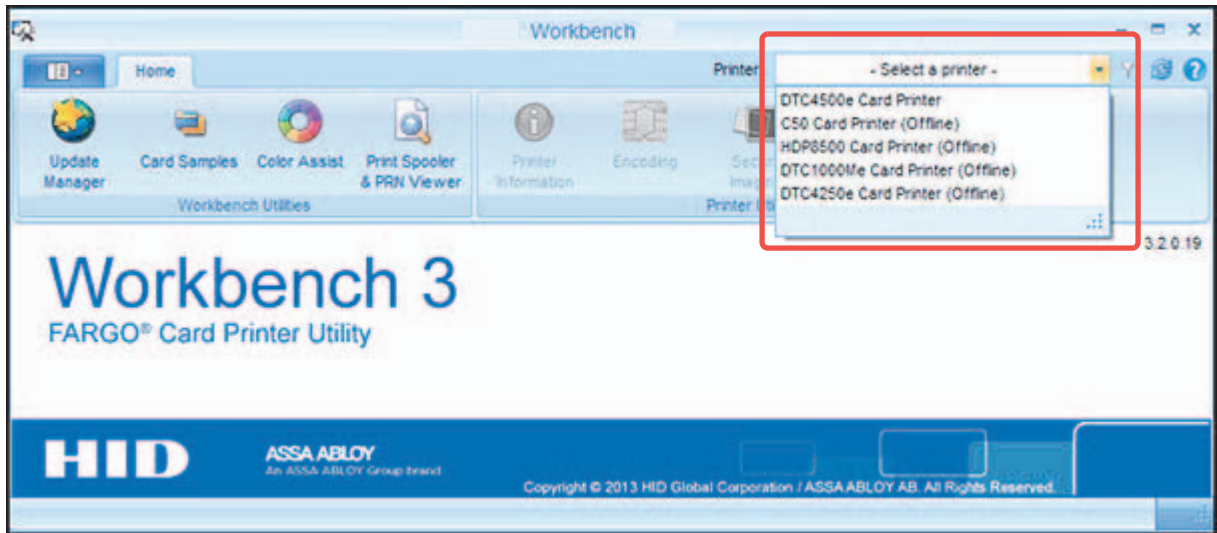 Workbench
Home
Printer
- Select a printer -
DTC4500e Card Printer
C50 Card Printer (Offline)
HDP8500 Card Printer (Offline)
DTC1000Me Card Printer (Offline)
DTC4250e Card Printer (Offline)
Update
Manager
Card Samples
Color Assist
Print Spooler
& PRN Viewer
Printer
Information
Encoding
Workbench Utilities
Printer
3.2.0.19
Workbench 3
FARGO® Card Printer Utility
HID
ASSA ABLOY
An ASSA ABLOY Group brand
Copyright © 2013 HID Global Corporation / ASSA ABLOY AB. All Rights Reserved.